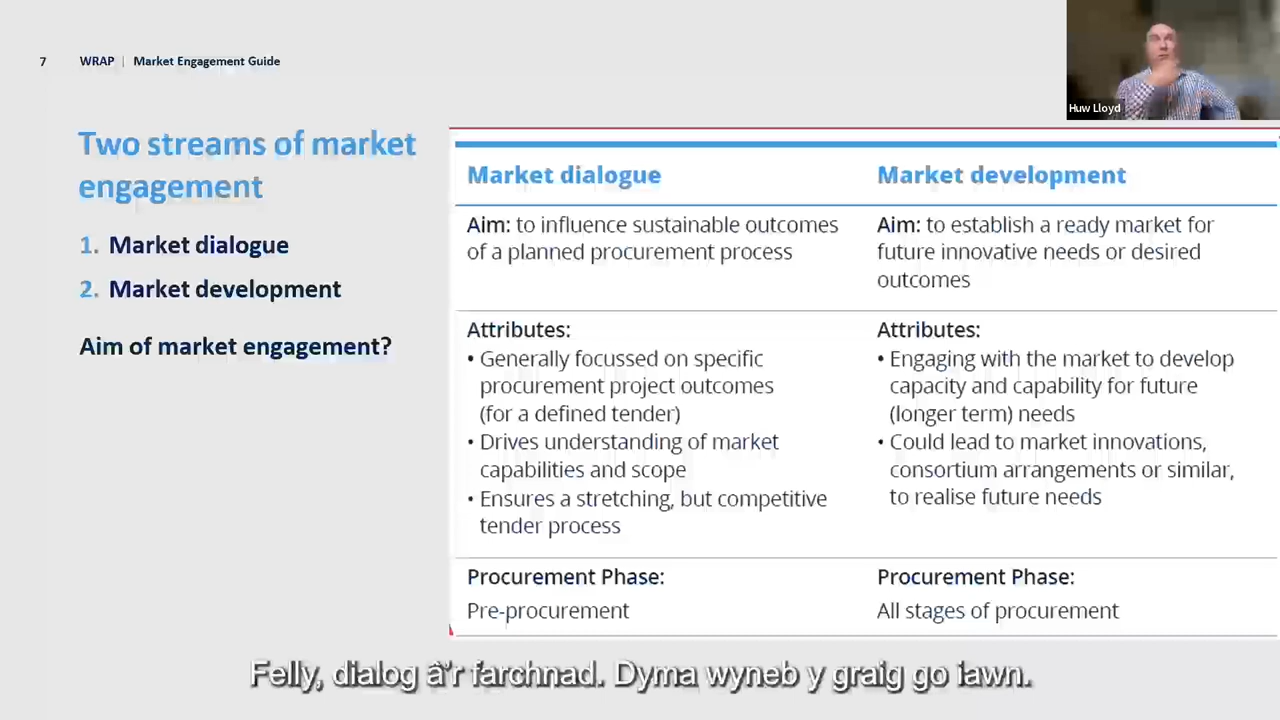 7 WRAP | Market Engagement Guide
Huw Lloyd
Two streams of market
engagement
1. Market dialogue
2. Market development
Aim of market engagement?
Market dialogue
Aim: to influence sustainable outcomes
of a planned procurement process
Attributes:
• Generally focussed on specific
procurement project outcomes
(for a defined tender)
• Drives understanding of market
capabilities and scope
• Ensures a stretching, but competitive
tender process
Procurement Phase:
Pre-procurement
Market development
Aim: to establish a ready market for
future innovative needs or desired
outcomes
Attributes:
• Engaging with the market to develop
capacity and capability for future
(longer term) needs
• Could lead to market innovations,
consortium arrangements or similar,
to realise future needs
Procurement Phase:
All stages of procurement
Felly, dialog â'r farchnad. Dyma wyneb y graig go iawn.